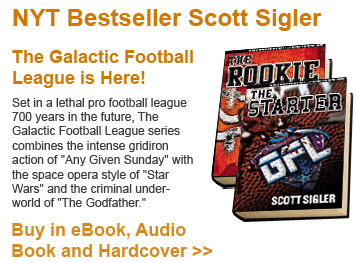 NYT Bestseller Scott Sigler
The Galactic Football
League is Here!
Set in a lethal pro football league
700 years in the future, The
Galactic Football League series
combines the intense gridiron
action of "Any Given Sunday" with
the space opera style of "Star
Wars" and the criminal under-
world of "The Godfather."
Buy in eBook, Audio
Book and Hardcover >>
THE
ROOKIE
THE
STARTER
GFL
SCOTT SIGLER